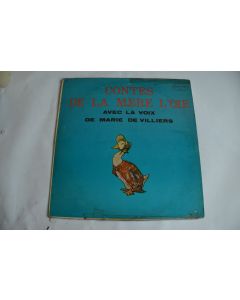 CONTES
DE LA MERE L'OIE
AVEC LA VOIX
DE MARIE DE VILLIERS